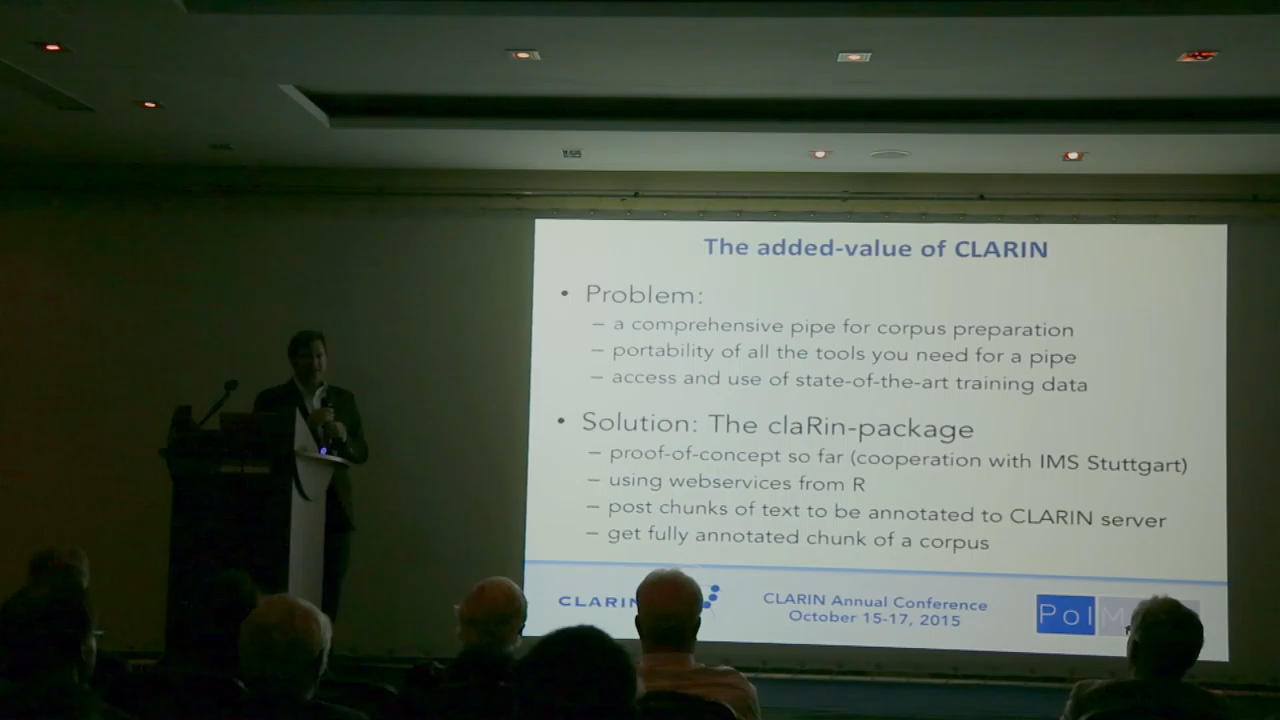 The added-value of CLARIN
• Problem:
– a comprehensive pipe for corpus preparation
– portability of all the tools you need for a pipe
– access and use of state-of-the-art training data
• Solution: The claRin-package
– proof-of-concept so far (cooperation with IMS Stuttgart)
– using webservices from R
– post chunks of text to be annotated to CLARIN server
– get fully annotated chunk of a corpus
CLARIN
CLARIN Annual Conference
October 15-17, 2015
PolM